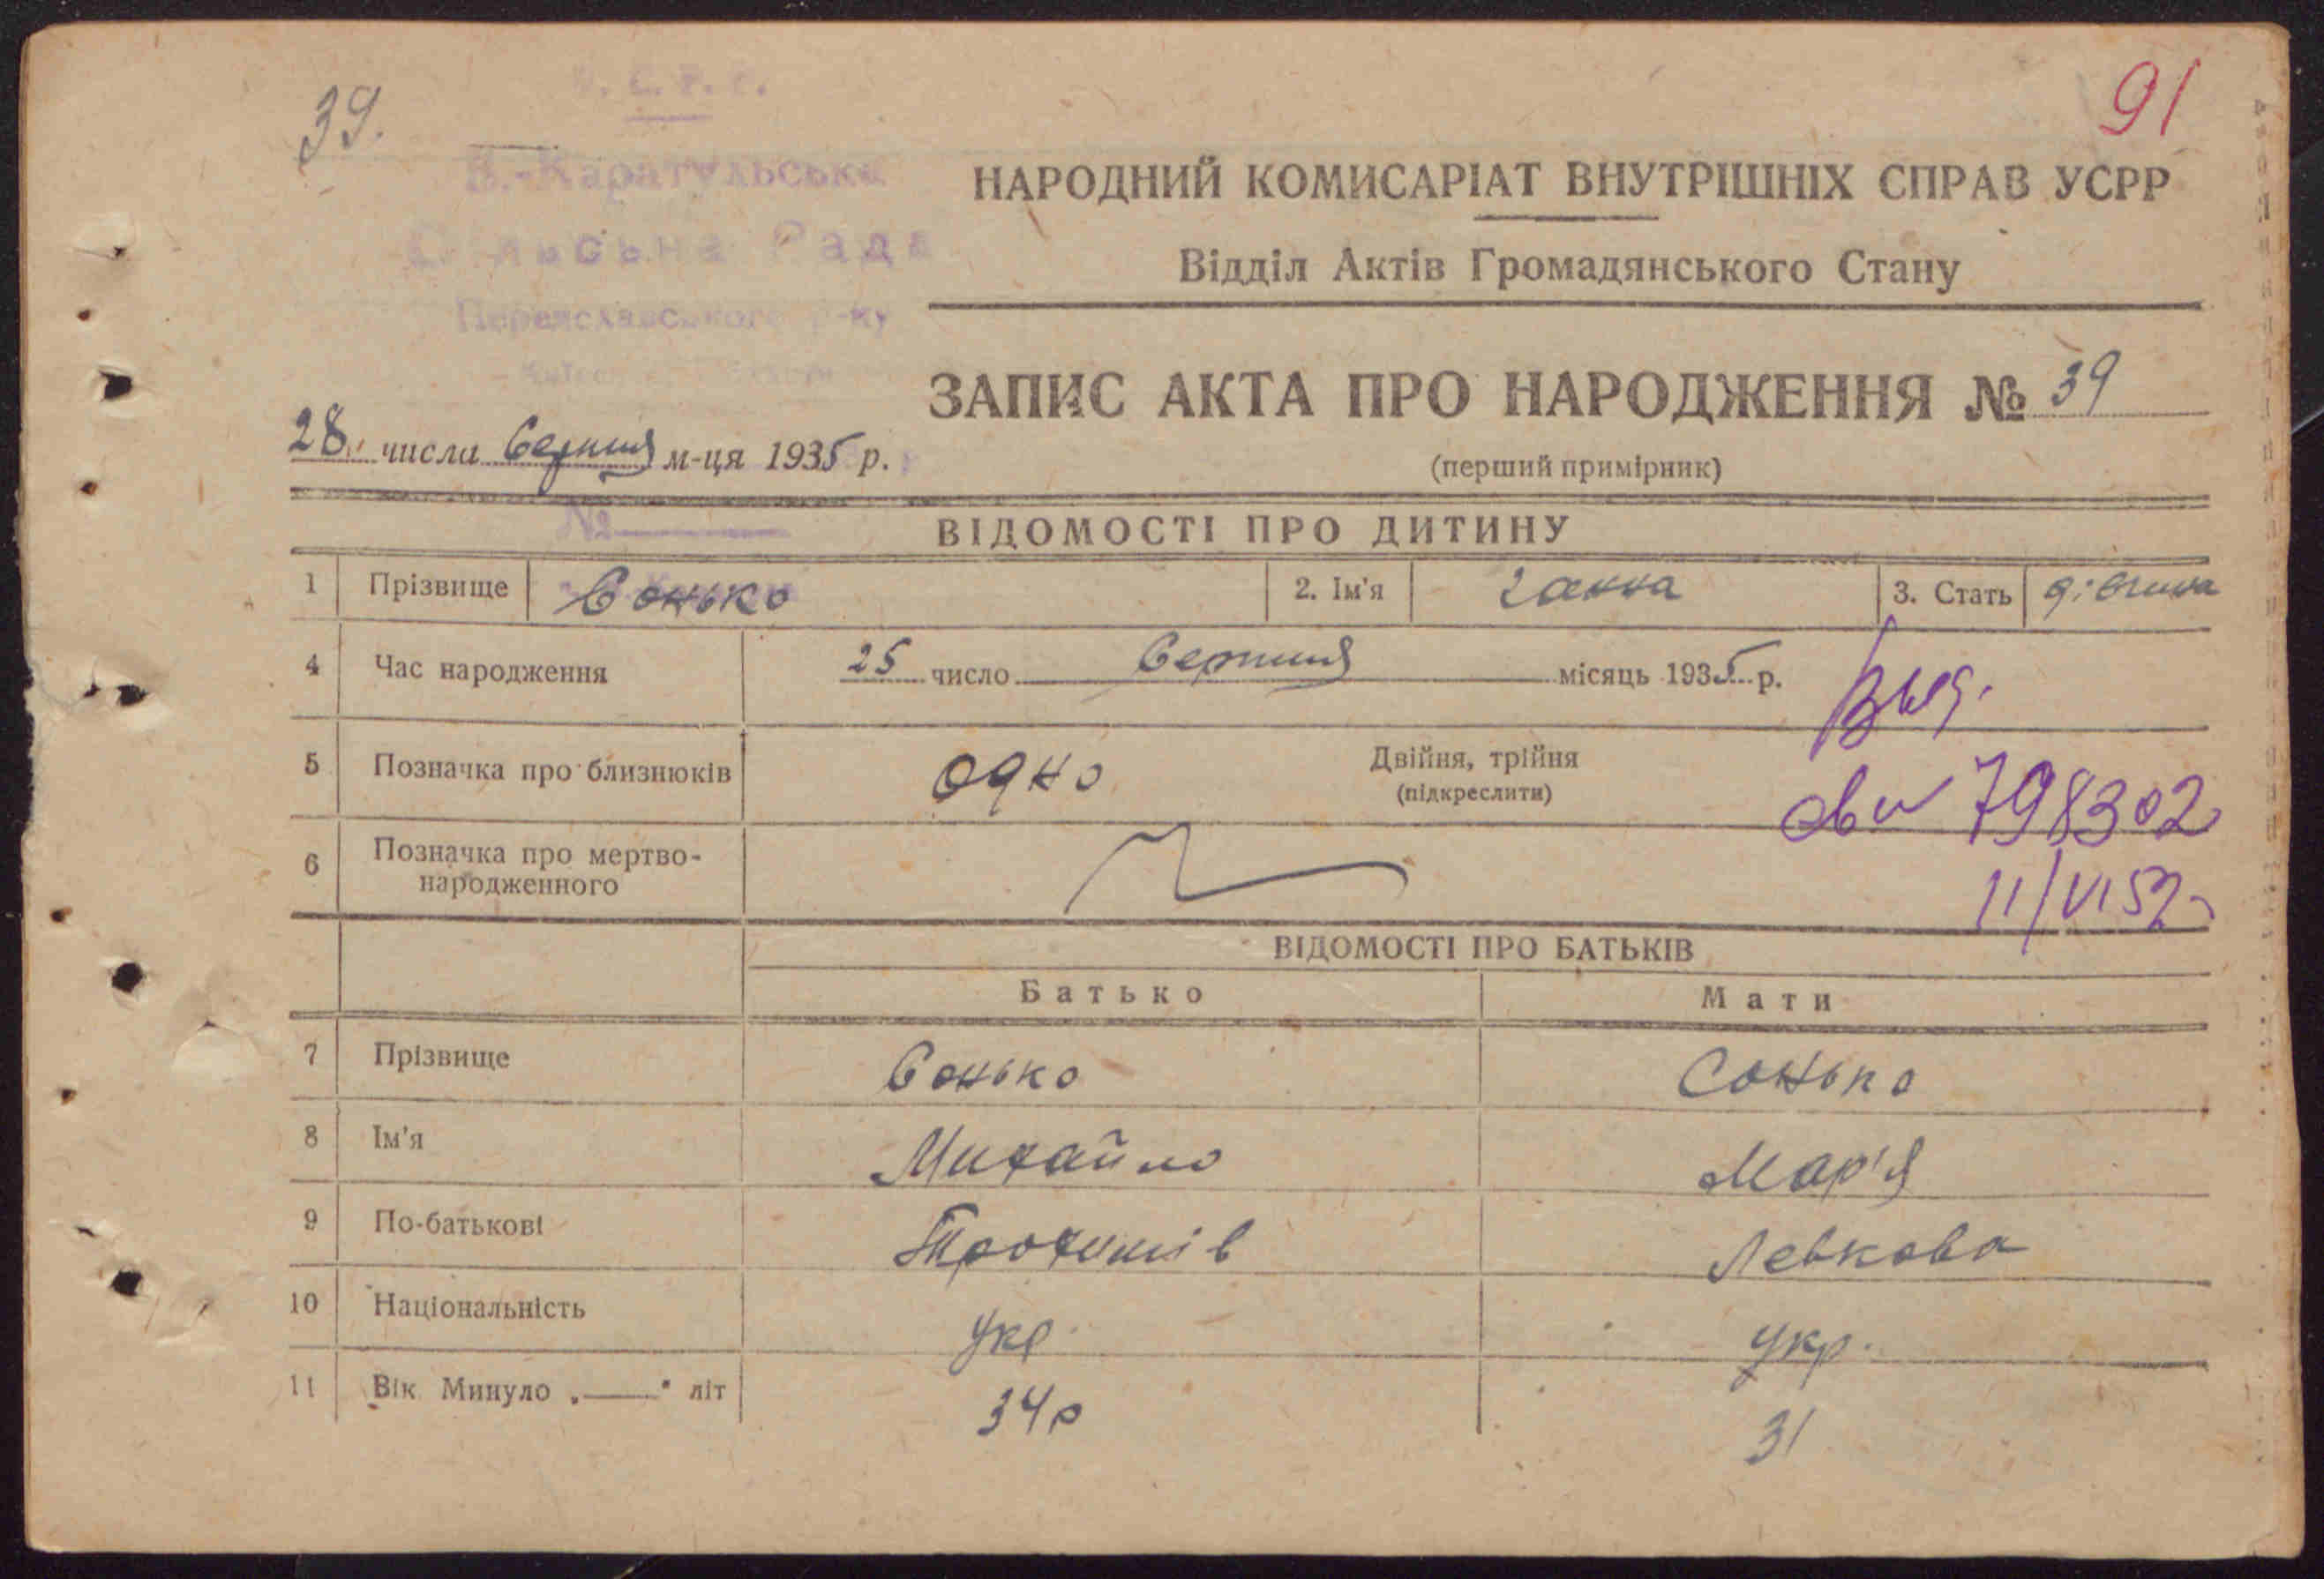 39.
91
У. С. Р. Р.
В.-Каратульська
Сільська Рада
Переяславського р-ну
НАРОДНИЙ КОМИСАРІАТ ВНУТРІШНІХ СПРАВ УСРР
Відділ Актів Громадянського Стану
ЗАПИС АКТА ПРО НАРОДЖЕННЯ № 39
(перший примірник)
28 числа Серпня м-ця 1935 р.
№
ВІДОМОСТІ ПРО ДИТИНУ
1 Прізвище Сонько 2. Ім'я Ганна 3. Стать дівчина
4 Час народження 25 число Серпня місяць 1935 р.
Выд.
5 Позначка про близнюків одно Двійня, трійня
(підкреслити)
798302
6 Позначка про мертво-
народженного
11/VI 52
ВІДОМОСТІ ПРО БАТЬКІВ
Батько Мати
7 Прізвище Сонько Сонько
8 Ім'я Михайло Мар'я
9 По-батькові Трохимів Левкова
10 Національність Укр. Укр.
11 Вік Минуло „——" літ 34р 31